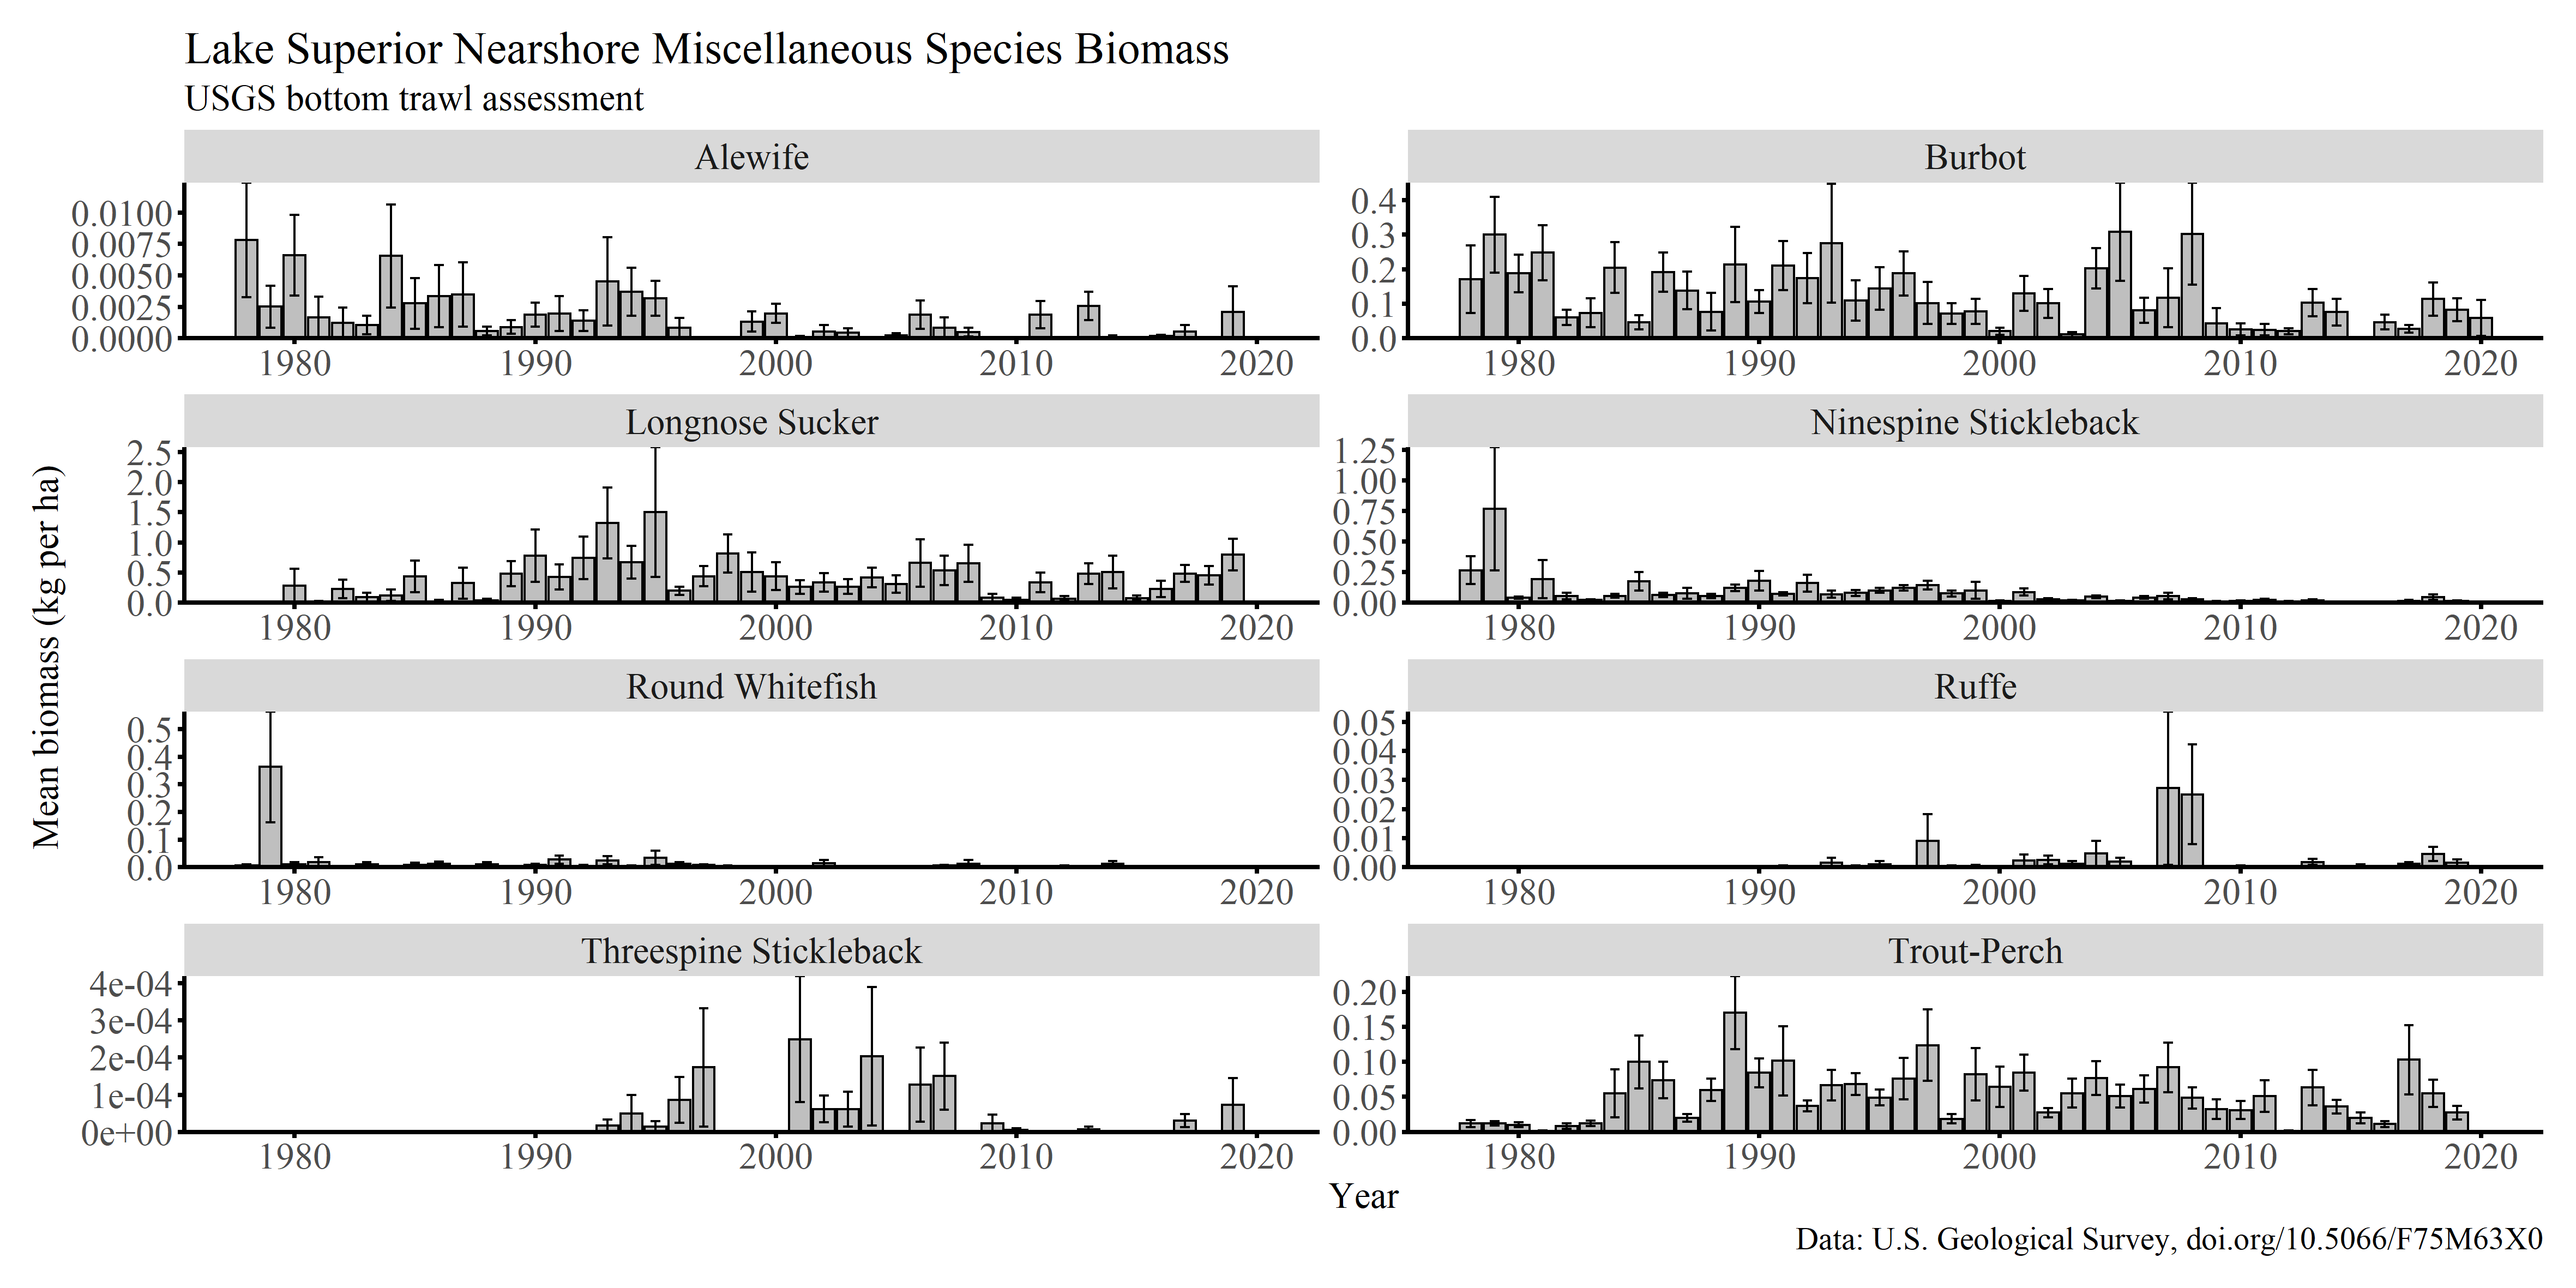 Lake Superior Nearshore Miscellaneous Species Biomass
USGS bottom trawl assessment
Mean biomass (kg per ha)
Alewife
0.0100
0.0075
0.0050
0.0025
0.0000
1980 1990 2000 2010 2020
Burbot
0.4
0.3
0.2
0.1
0.0
1980 1990 2000 2010 2020
Longnose Sucker
2.5
2.0
1.5
1.0
0.5
0.0
1980 1990 2000 2010 2020
Ninespine Stickleback
1.25
1.00
0.75
0.50
0.25
0.00
1980 1990 2000 2010 2020
Round Whitefish
0.5
0.4
0.3
0.2
0.1
0.0
1980 1990 2000 2010 2020
Ruffe
0.05
0.04
0.03
0.02
0.01
0.00
1980 1990 2000 2010 2020
Threespine Stickleback
4e-04
3e-04
2e-04
1e-04
0e+00
1980 1990 2000 2010 2020
Trout-Perch
0.20
0.15
0.10
0.05
0.00
1980 1990 2000 2010 2020
Year
Data: U.S. Geological Survey, doi.org/10.5066/F75M63X0